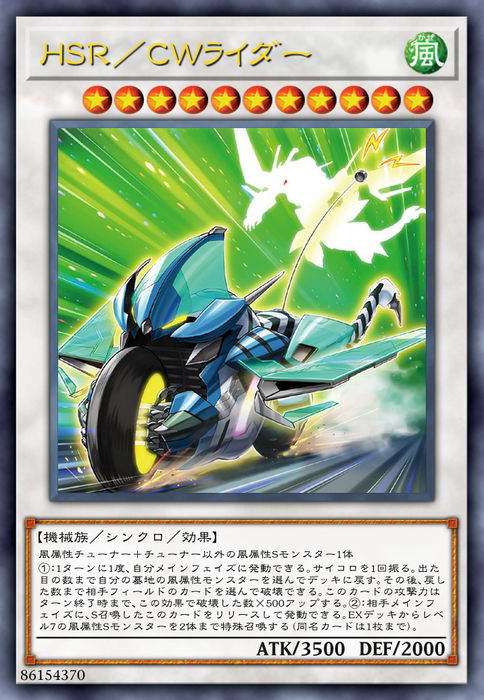 HSR／CWライダー
かぜ
風
【機械族／シンクロ／効果】
風属性チューナー＋チューナー以外の風属性Sモンスター1体
①：1ターンに1度、自分メインフェイズに発動できる。サイコロを1回振る。出た
目の数まで自分の墓地の風属性モンスターを選んでデッキに戻す。その後、戻し
た数まで相手フィールドのカードを選んで破壊できる。このカードの攻撃力は
ターン終了時まで、この効果で破壊した数×500アップする。②：相手メインフ
ェイズに、S召喚したこのカードをリリースして発動できる。EXデッキからレベ
ル7の風属性Sモンスターを2体まで特殊召喚する（同名カードは1枚まで）。
ATK/3500 DEF/2000
86154370